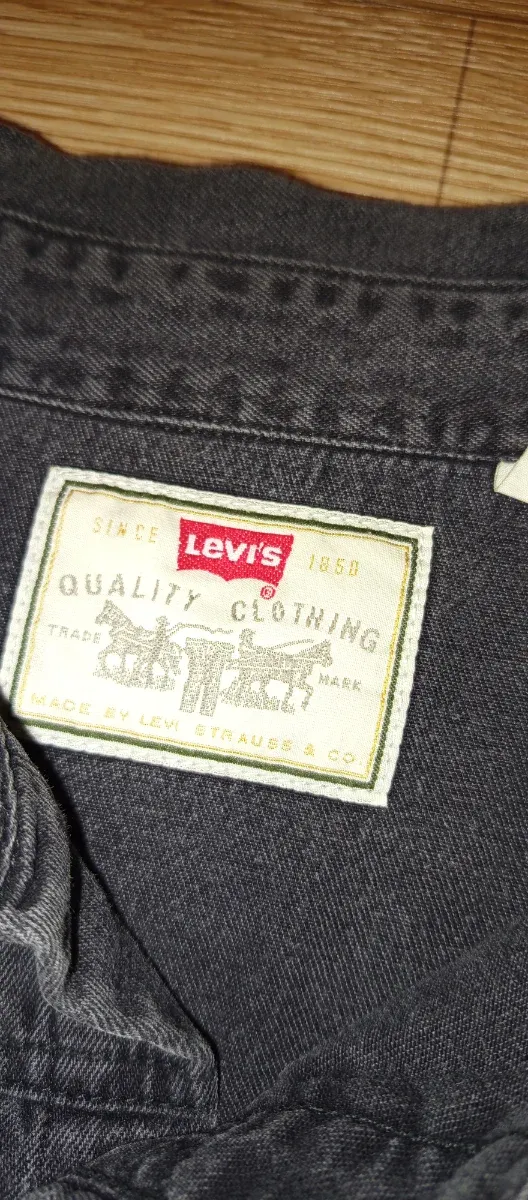 SINCE Levi's ® 1850
QUALITY CLOTHING
TRADE MARK
MADE BY LEVI STRAUSS & CO.